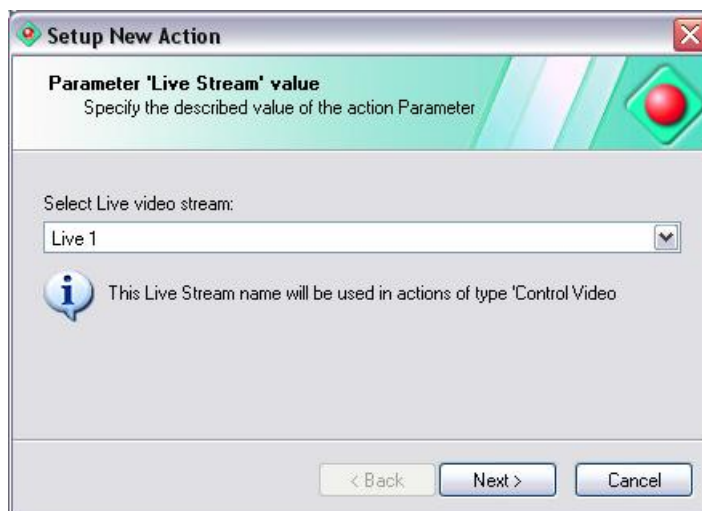 Setup New Action
Parameter 'Live Stream' value
Specify the described value of the action Parameter
Select Live video stream:
Live 1
This Live Stream name will be used in actions of type 'Control Video
< Back
Next >
Cancel